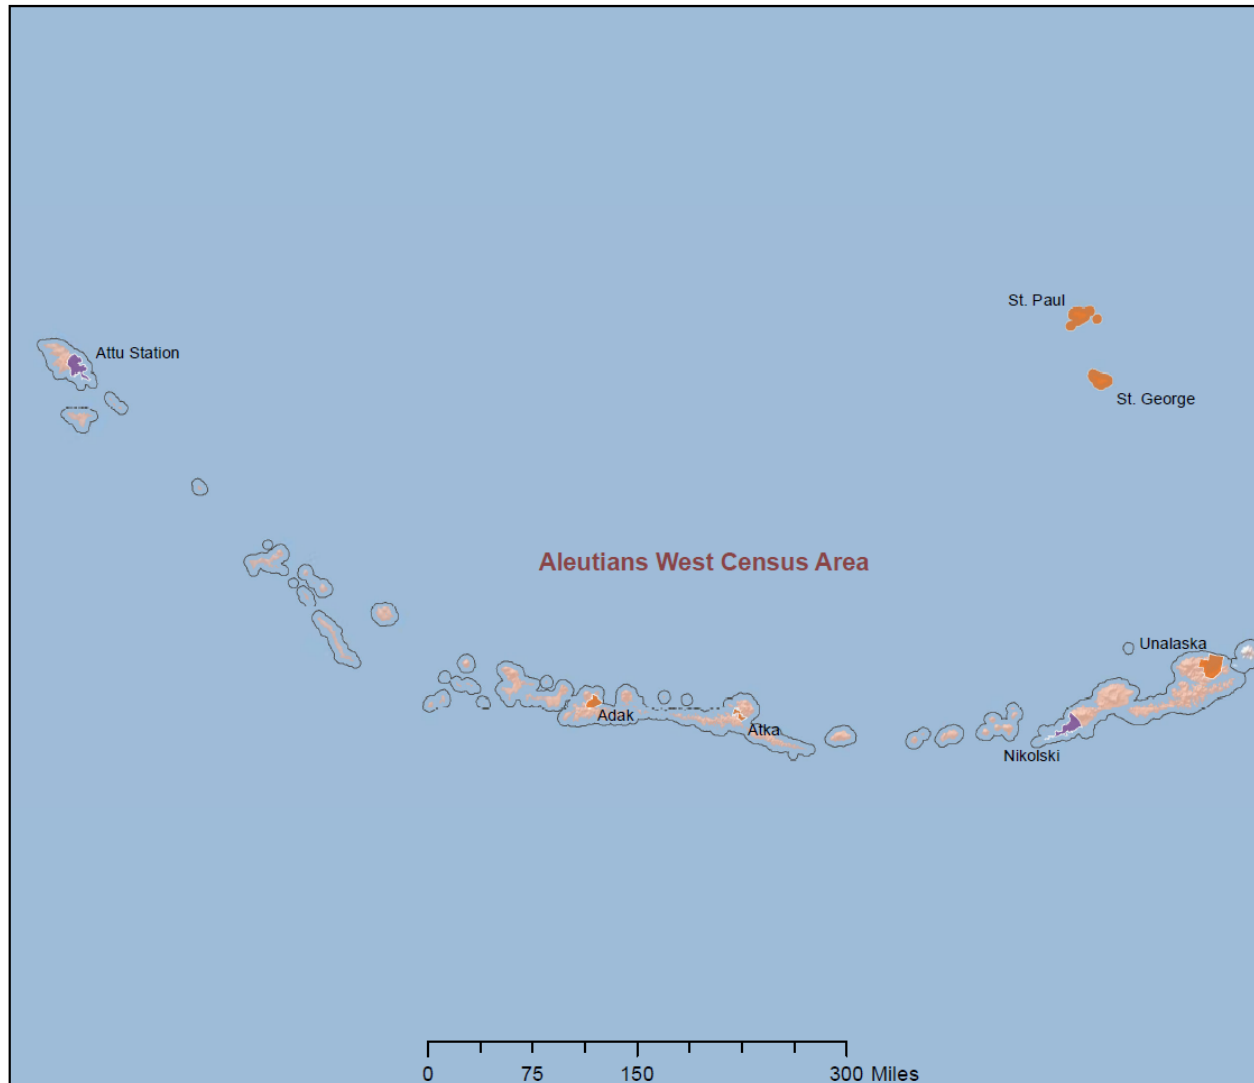 St. Paul
Attu Station
St. George
Aleutians West Census Area
Unalaska
Adak
Atka
Nikolski
0 75 150 300 Miles